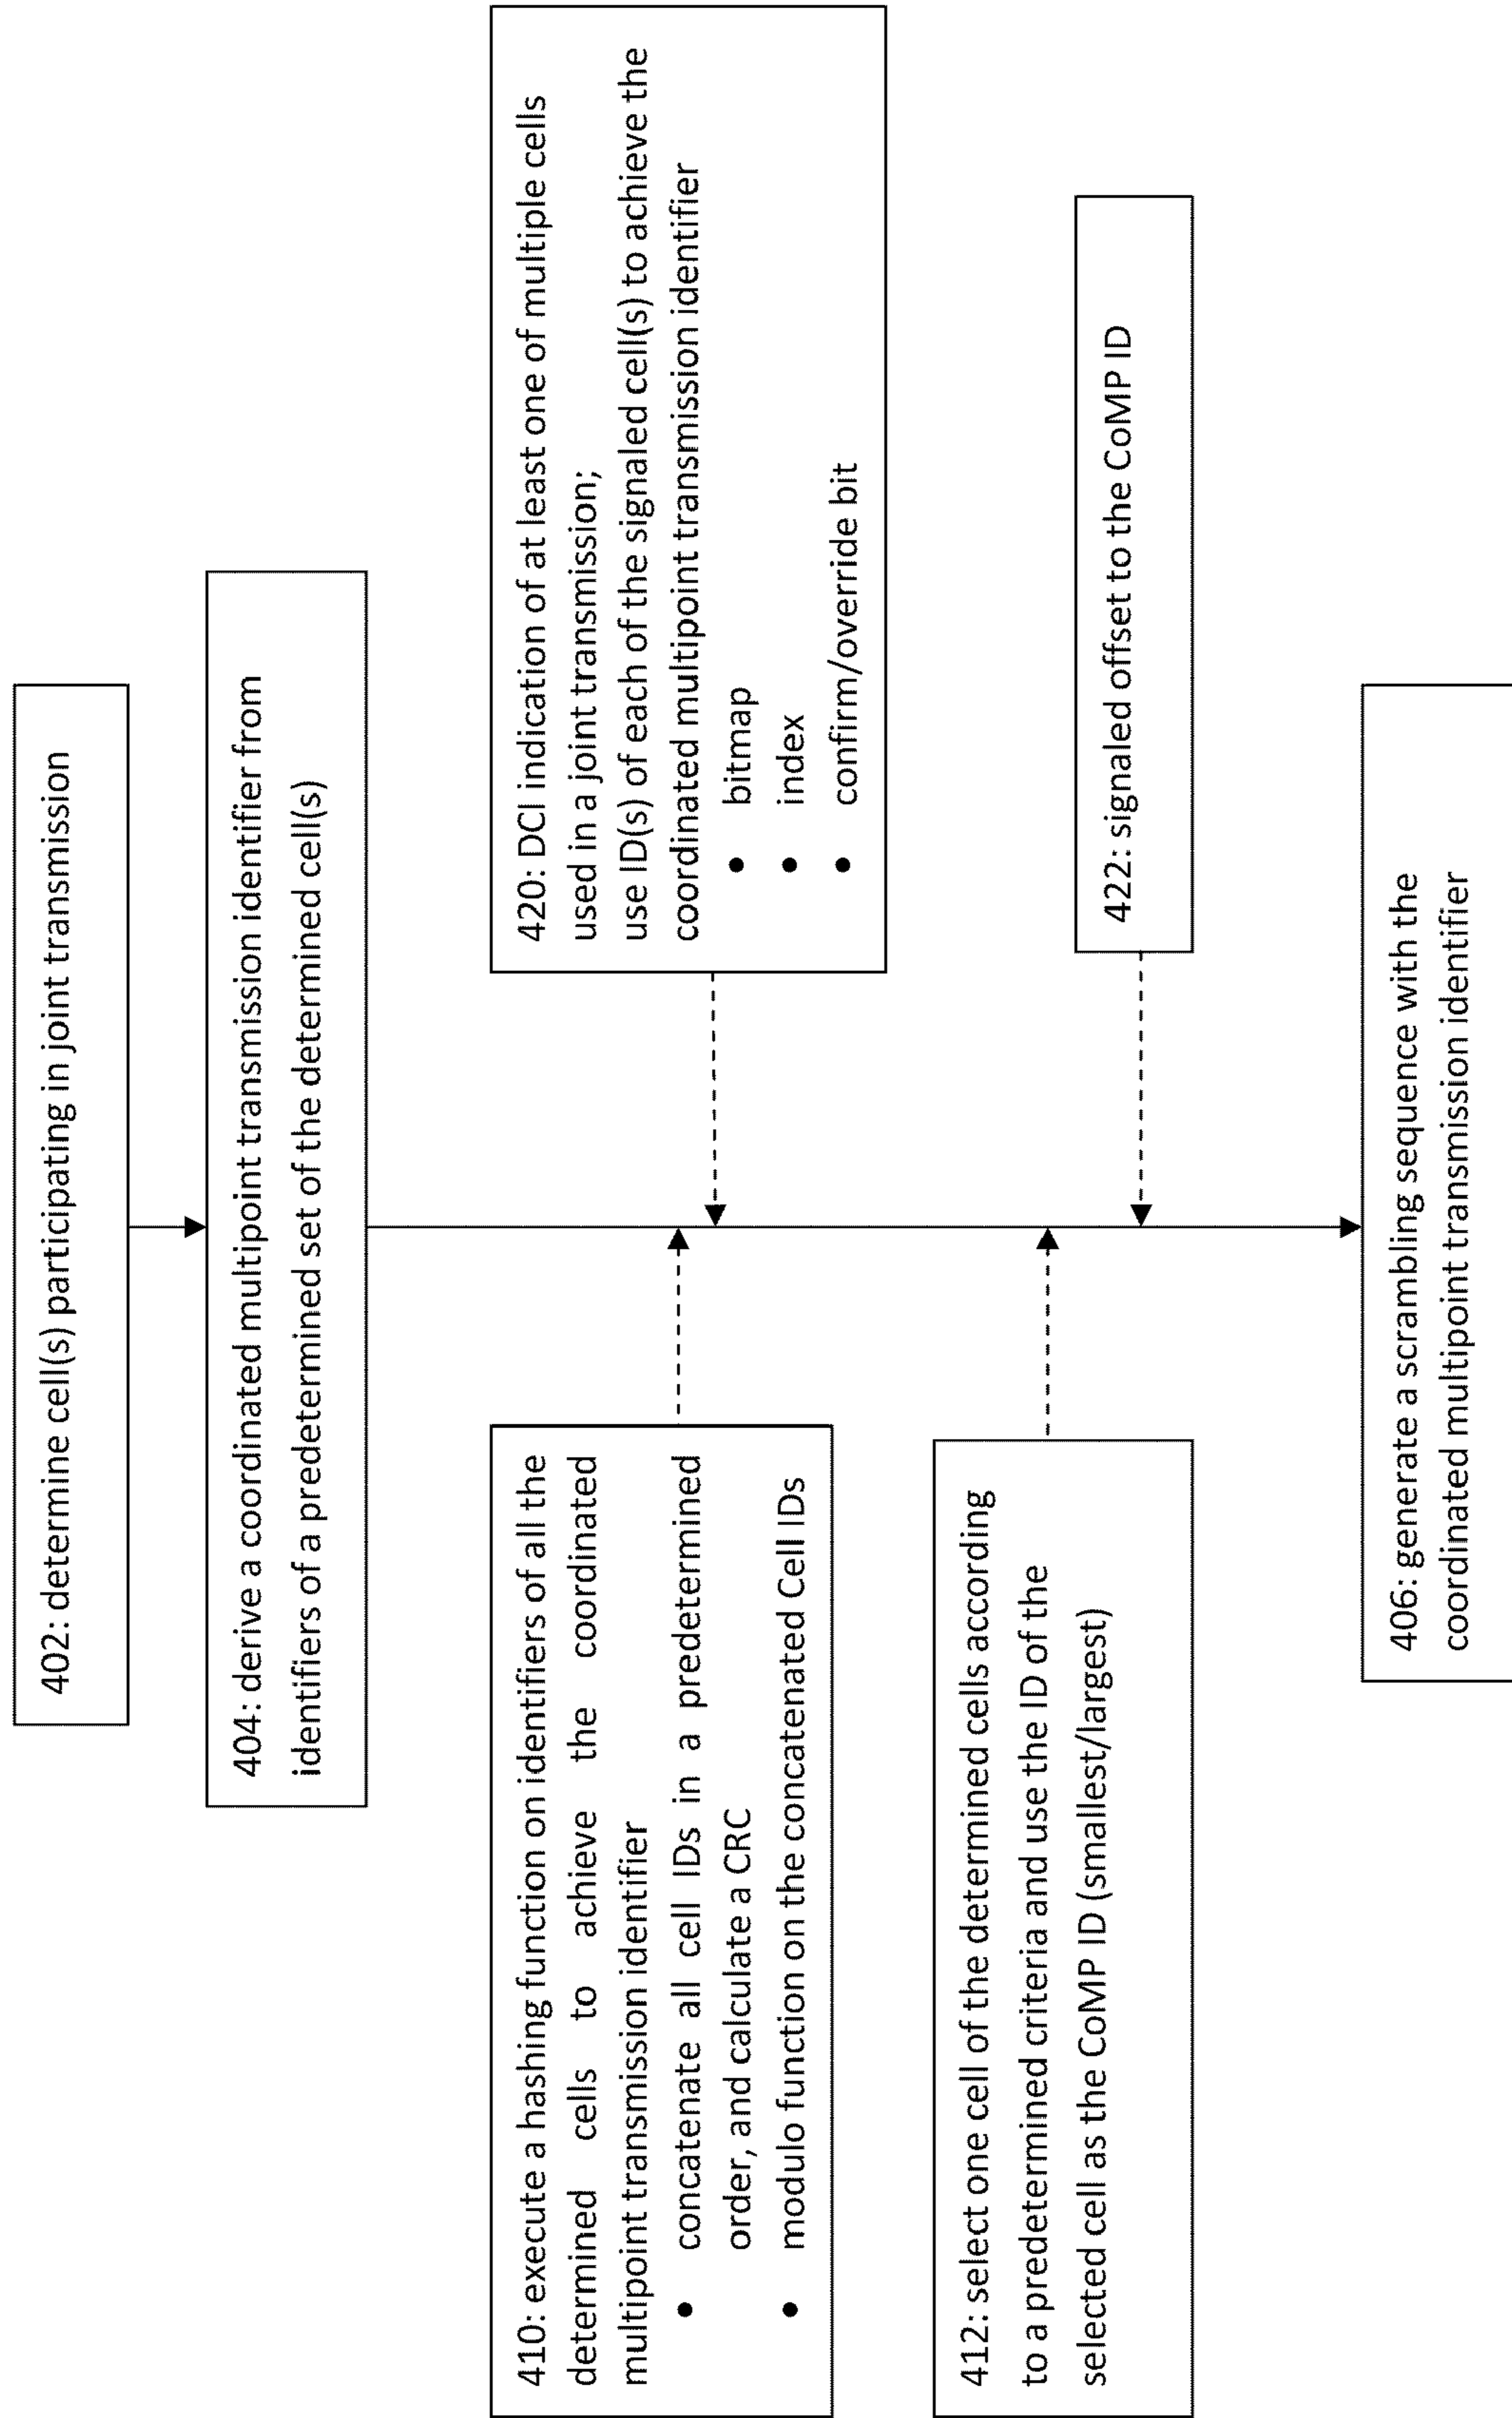 402: determine cell(s) participating in joint transmission
404: derive a coordinated multipoint transmission identifier from
identifiers of a predetermined set of the determined cell(s)
410: execute a hashing function on identifiers of all the
determined cells to achieve the coordinated
multipoint transmission identifier
• concatenate all cell IDs in a predetermined
order, and calculate a CRC
• modulo function on the concatenated Cell IDs
420: DCI indication of at least one of multiple cells
used in a joint transmission;
use ID(s) of each of the signaled cell(s) to achieve the
coordinated multipoint transmission identifier
• bitmap
• index
• confirm/override bit
412: select one cell of the determined cells according
to a predetermined criteria and use the ID of the
selected cell as the CoMP ID (smallest/largest)
422: signaled offset to the CoMP ID
406: generate a scrambling sequence with the
coordinated multipoint transmission identifier